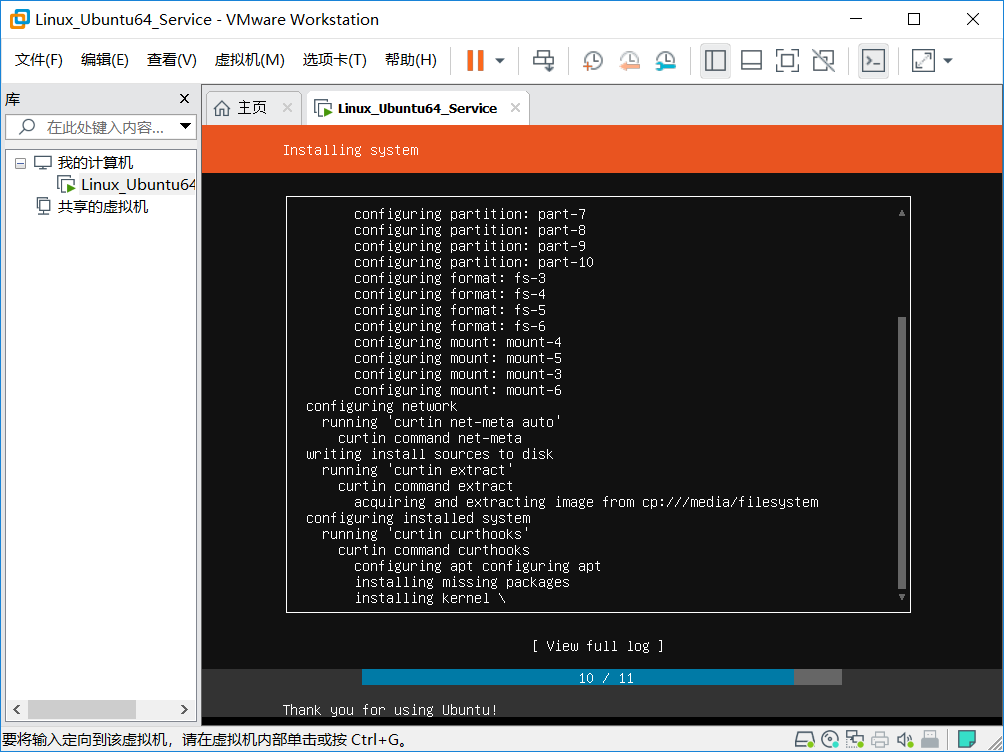 Linux_Ubuntu64_Service - VMware Workstation
文件(F) 编辑(E) 查看(V) 虚拟机(M) 选项卡(T) 帮助(H)
库
在此处键入内容...
我的计算机
Linux_Ubuntu64
共享的虚拟机
主页 Linux_Ubuntu64_Service
Installing system
configuring partition: part-7
configuring partition: part-8
configuring partition: part-9
configuring partition: part-10
configuring format: fs-3
configuring format: fs-4
configuring format: fs-5
configuring format: fs-6
configuring mount: mount-4
configuring mount: mount-5
configuring mount: mount-3
configuring mount: mount-6
configuring network
running 'curtin net-meta auto'
curtin command net-meta
writing install sources to disk
running 'curtin extract'
curtin command extract
acquiring and extracting image from cp:///media/filesystem
configuring installed system
running 'curtin curthooks'
curtin command curthooks
configuring apt configuring apt
installing missing packages
installing kernel \
[ View full log ]
10 / 11
Thank you for using Ubuntu!
要将输入定向到该虚拟机，请在虚拟机内部单击或按 Ctrl+G。